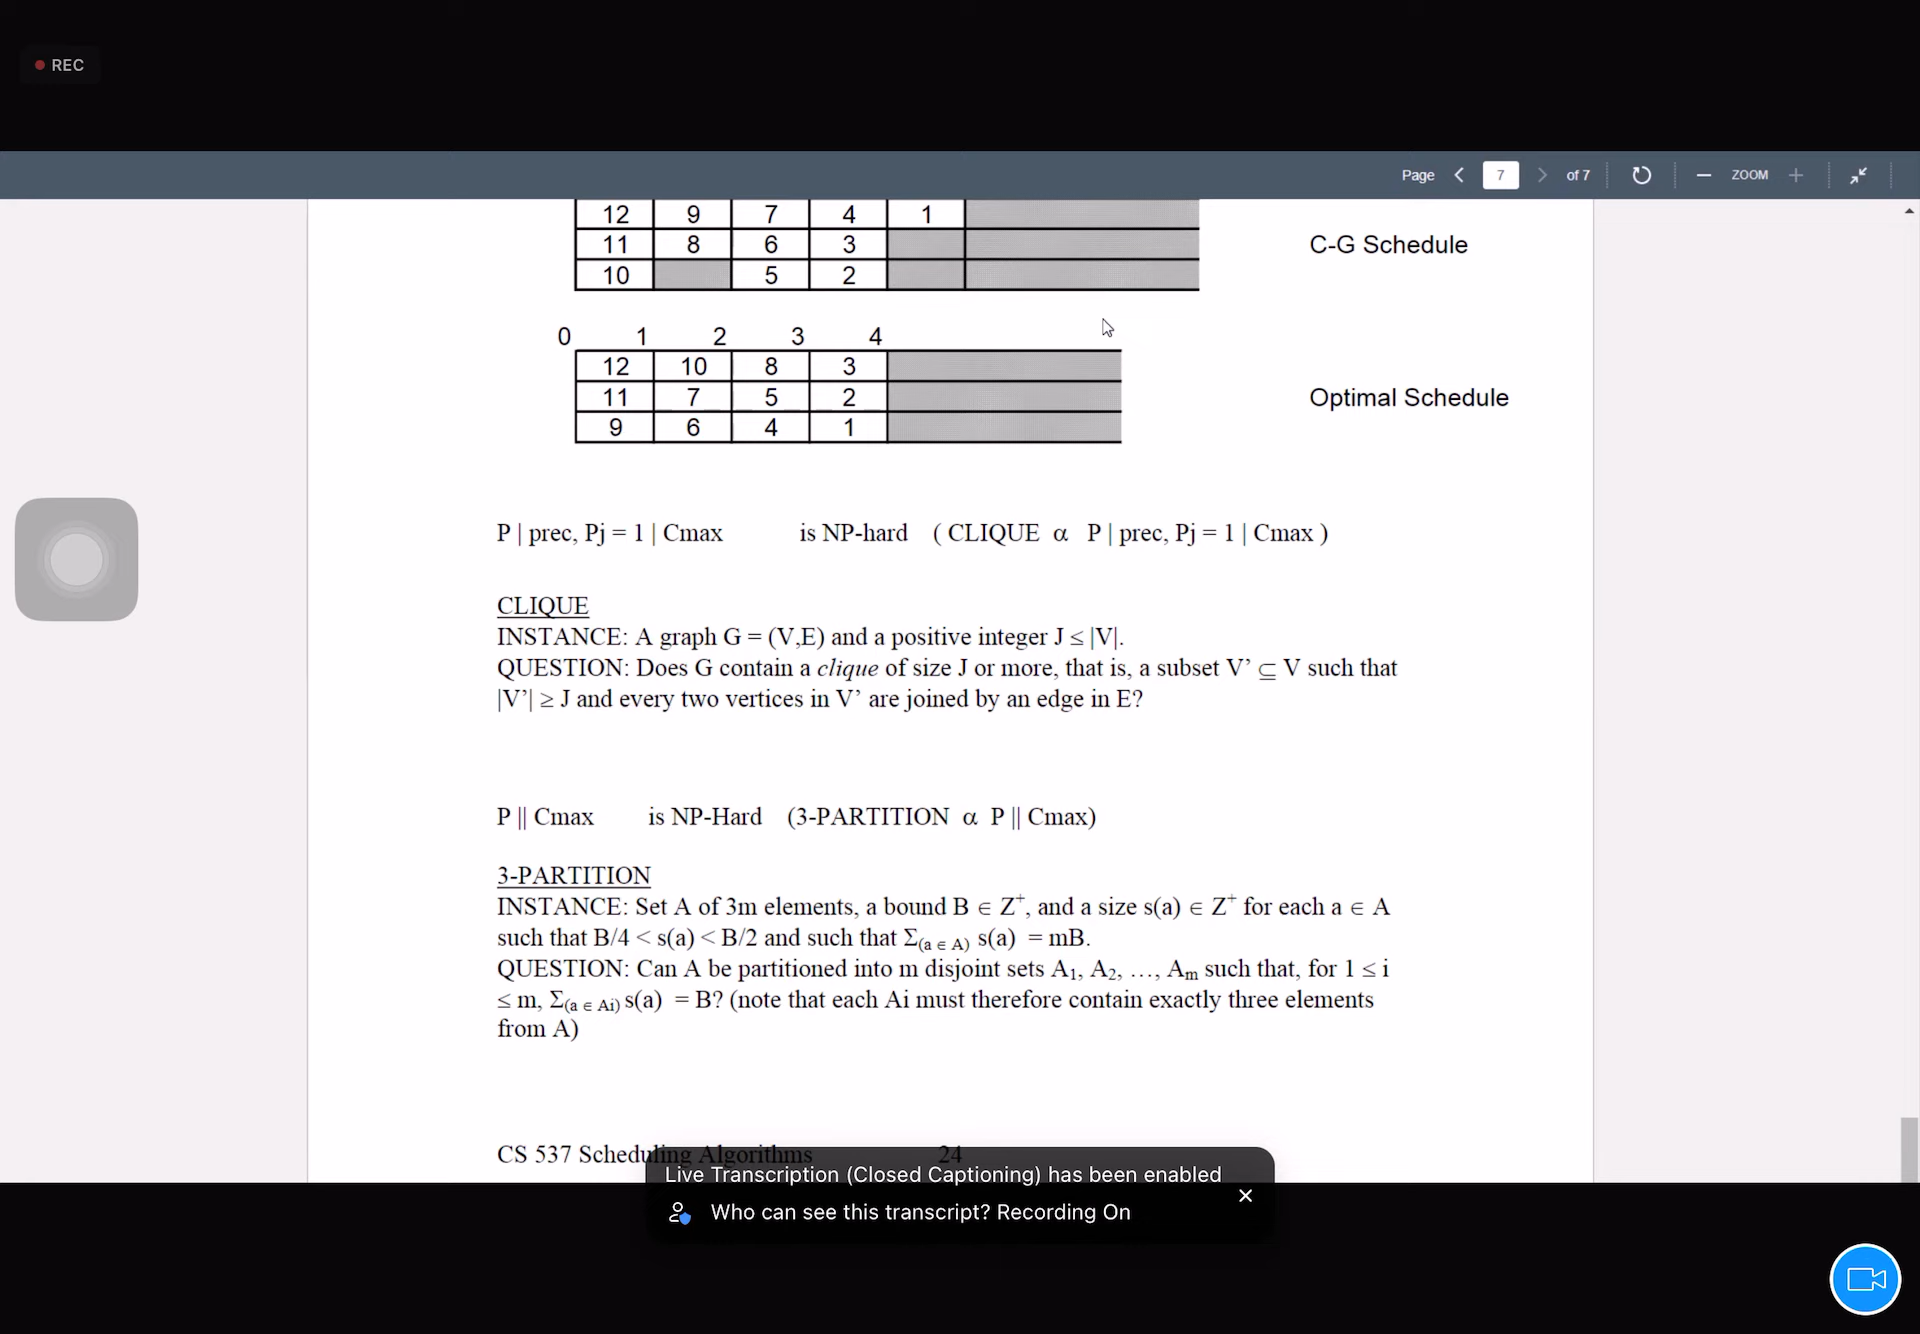 REC
Page 7 of 7 ZOOM
12 9 7 4 1
11 8 6 3 C-G Schedule
10 5 2
0 1 2 3 4
12 10 8 3
11 7 5 2 Optimal Schedule
9 6 4 1
P | prec, Pj = 1 | Cmax is NP-hard ( CLIQUE α P | prec, Pj = 1 | Cmax )
CLIQUE
INSTANCE: A graph G = (V,E) and a positive integer J ≤ |V|.
QUESTION: Does G contain a clique of size J or more, that is, a subset V’ ⊆ V such that
|V’| ≥ J and every two vertices in V’ are joined by an edge in E?
P || Cmax is NP-Hard (3-PARTITION α P || Cmax)
3-PARTITION
INSTANCE: Set A of 3m elements, a bound B ∈ Z⁺, and a size s(a) ∈ Z⁺ for each a ∈ A
such that B/4 < s(a) < B/2 and such that Σ(a ∈ A) s(a) = mB.
QUESTION: Can A be partitioned into m disjoint sets A₁, A₂, …, Aₘ such that, for 1 ≤ i
≤ m, Σ(a ∈ Ai) s(a) = B? (note that each Ai must therefore contain exactly three elements
from A)
CS 537 Scheduling Algorithms 24
Live Transcription (Closed Captioning) has been enabled
Who can see this transcript? Recording On